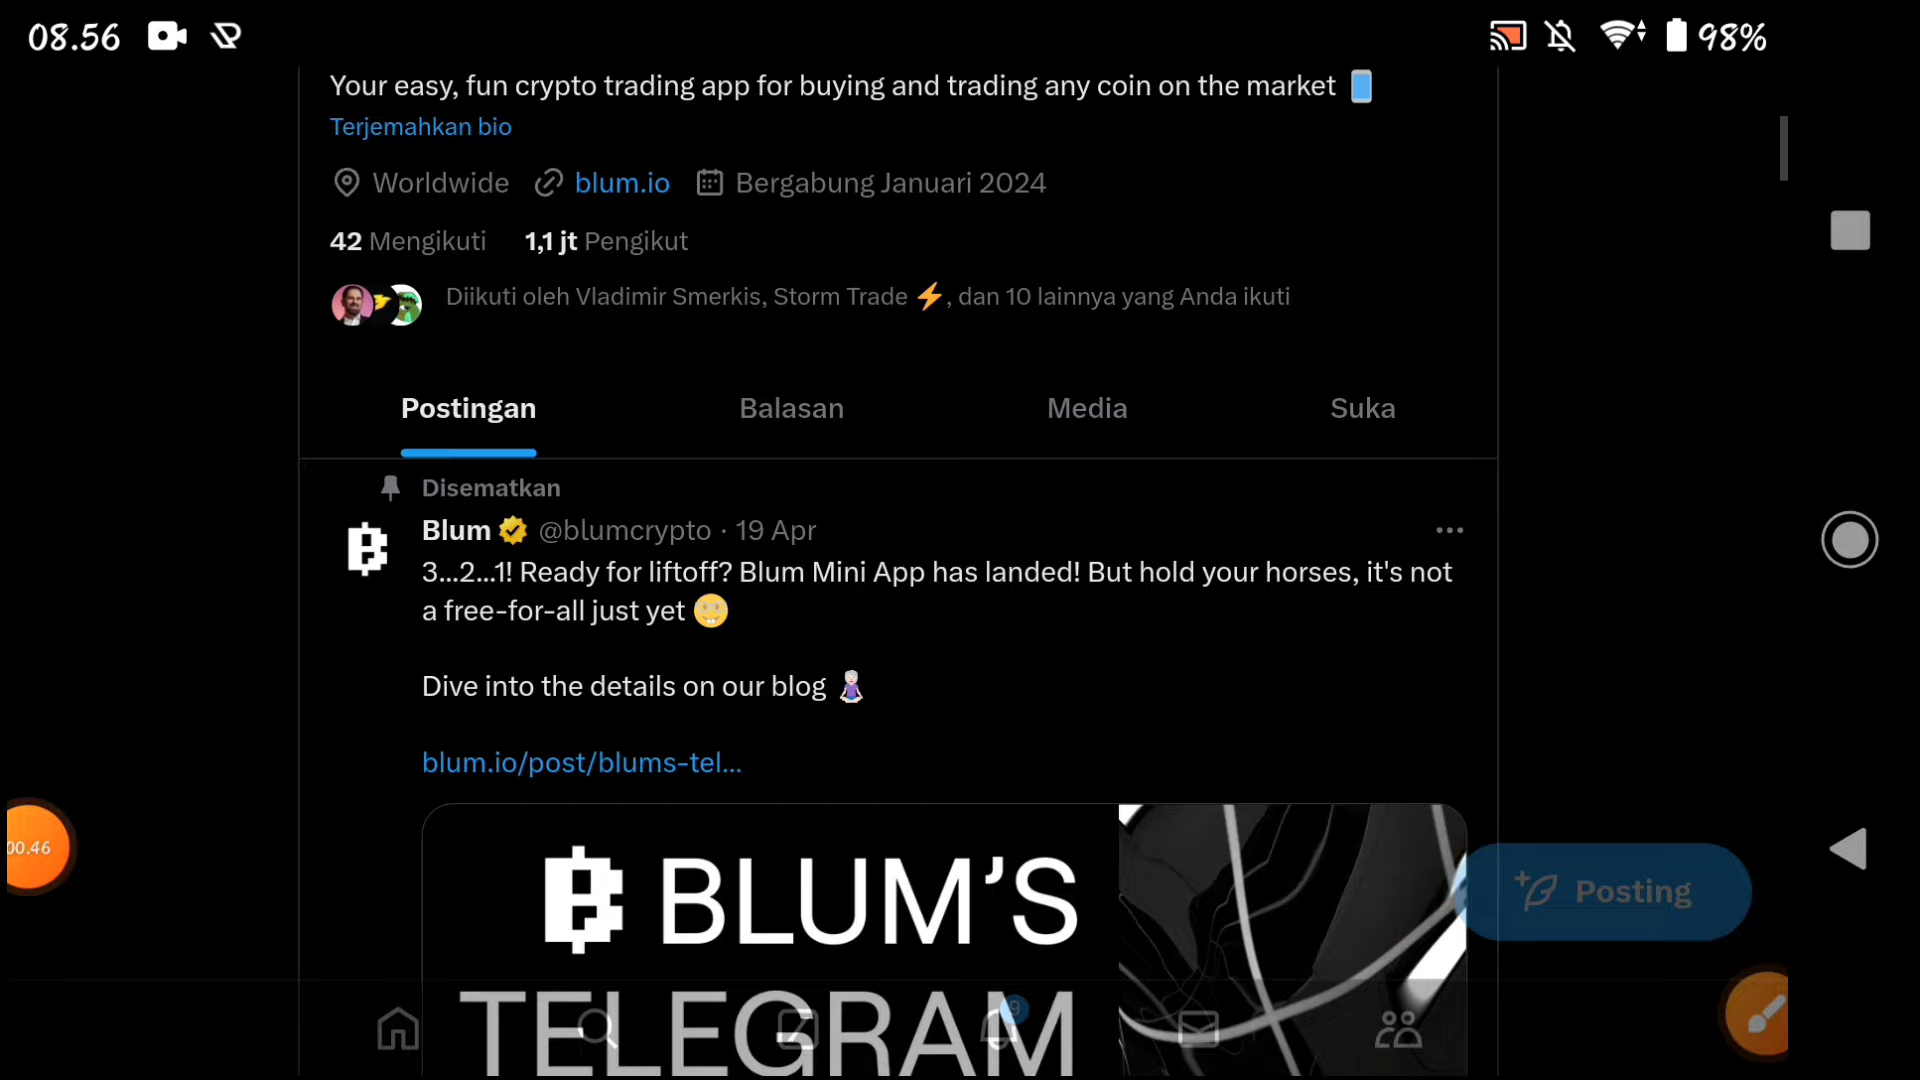 08.56
98%
Your easy, fun crypto trading app for buying and trading any coin on the market
Terjemahkan bio
Worldwide blum.io Bergabung Januari 2024
42 Mengikuti 1,1 jt Pengikut
Diikuti oleh Vladimir Smerkis, Storm Trade ⚡, dan 10 lainnya yang Anda ikuti
Postingan Balasan Media Suka
Disematkan
Blum @blumcrypto · 19 Apr
3...2...1! Ready for liftoff? Blum Mini App has landed! But hold your horses, it's not
a free-for-all just yet
Dive into the details on our blog
blum.io/post/blums-tel...
00.46
BLUM'S
Posting
TELEGRAM
9